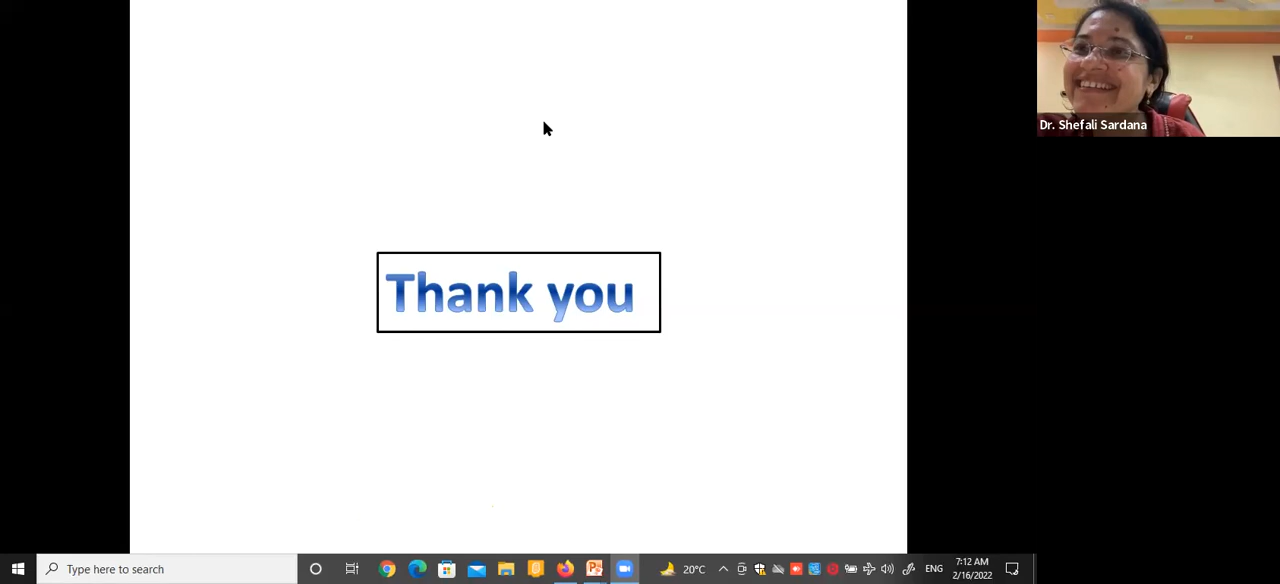 Dr. Shefali Sardana
Thank you
Type here to search
20°C
ENG
7:12 AM
2/16/2022